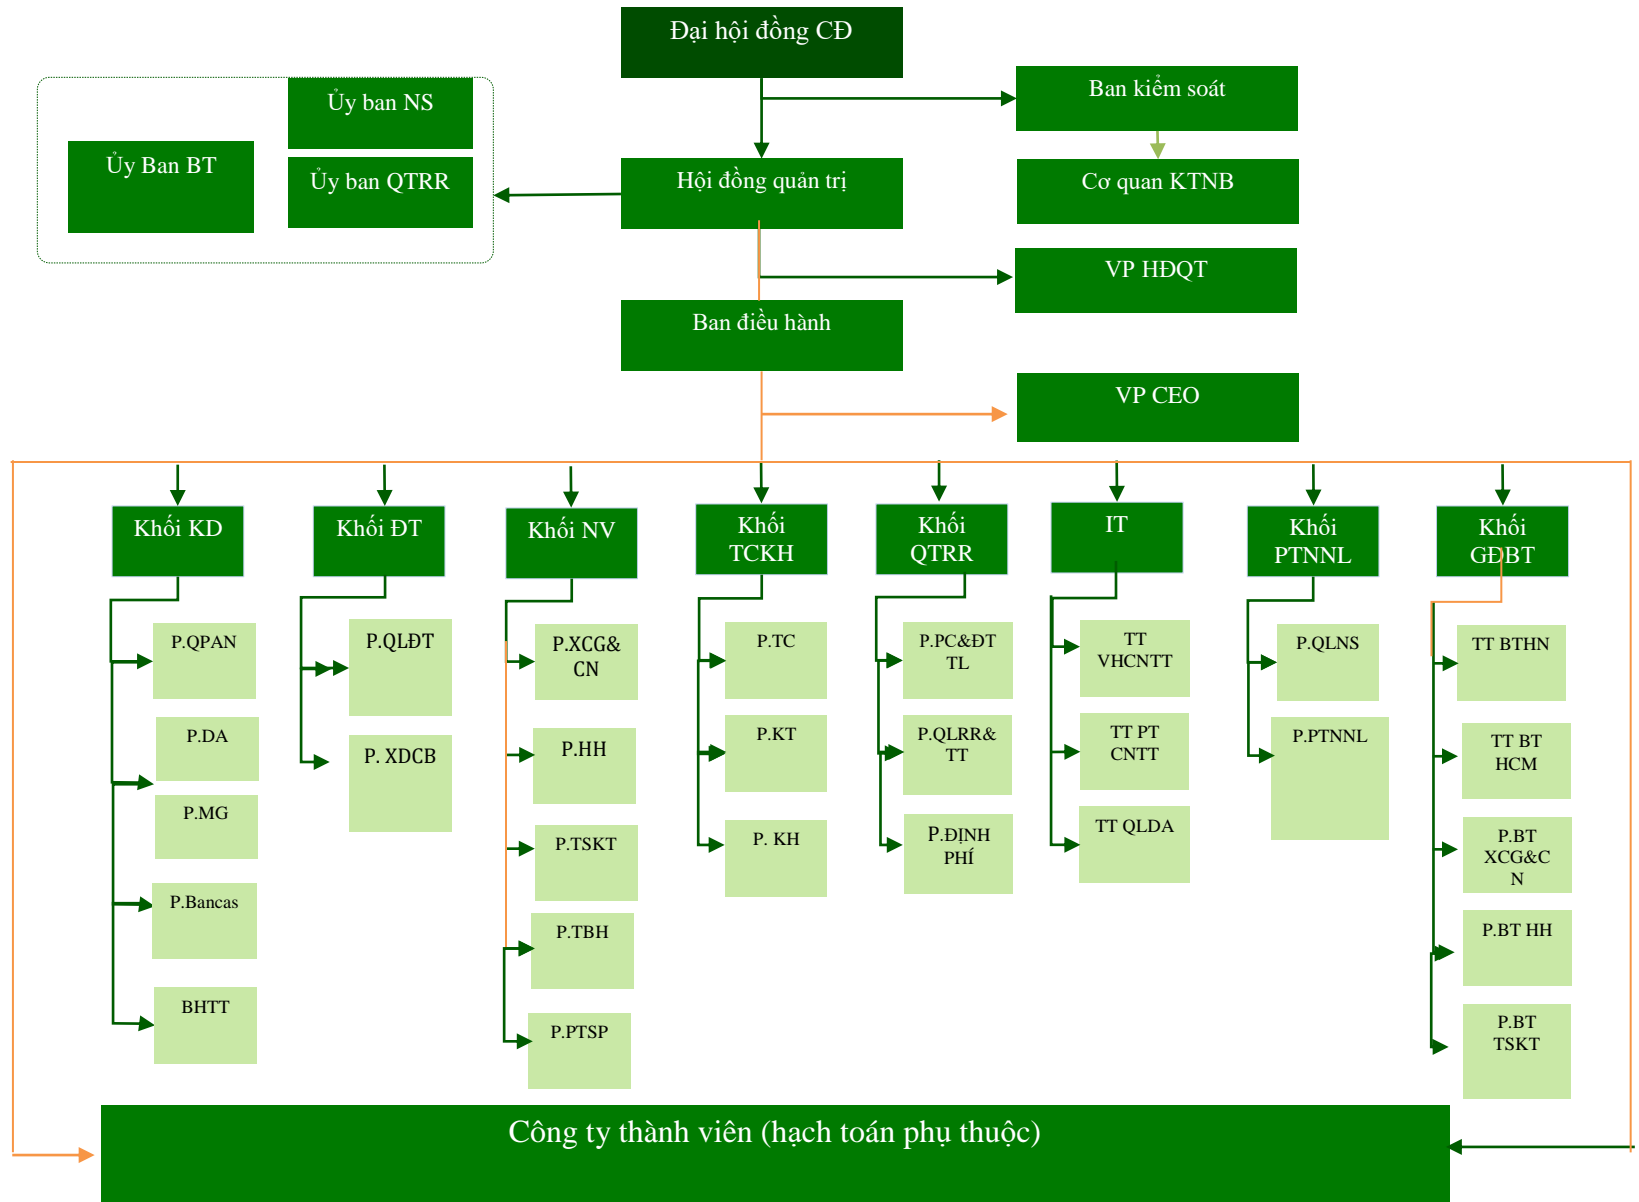 Đại hội đồng CĐ
Ban kiểm soát
Ủy ban NS
Ủy Ban BT
Ủy ban QTRR
Hội đồng quản trị
Cơ quan KTNB
VP HĐQT
Ban điều hành
VP CEO
Khối KD
Khối ĐT
Khối NV
Khối
TCKH
Khối
QTRR
IT
Khối
PTNNL
Khối
GĐBT
P.QPAN
P.DA
P.MG
P.Bancas
BHTT
P.QLĐT
P. XDCB
P.XCG&
CN
P.HH
P.TSKT
P.TBH
P.PTSP
P.TC
P.KT
P. KH
P.PC&ĐT
TL
P.QLRR&
TT
P.ĐỊNH
PHÍ
TT
VHCNTT
TT PT
CNTT
TT QLDA
P.QLNS
P.PTNNL
TT BTHN
TT BT
HCM
P.BT
XCG&C
N
P.BT HH
P.BT
TSKT
Công ty thành viên (hạch toán phụ thuộc)